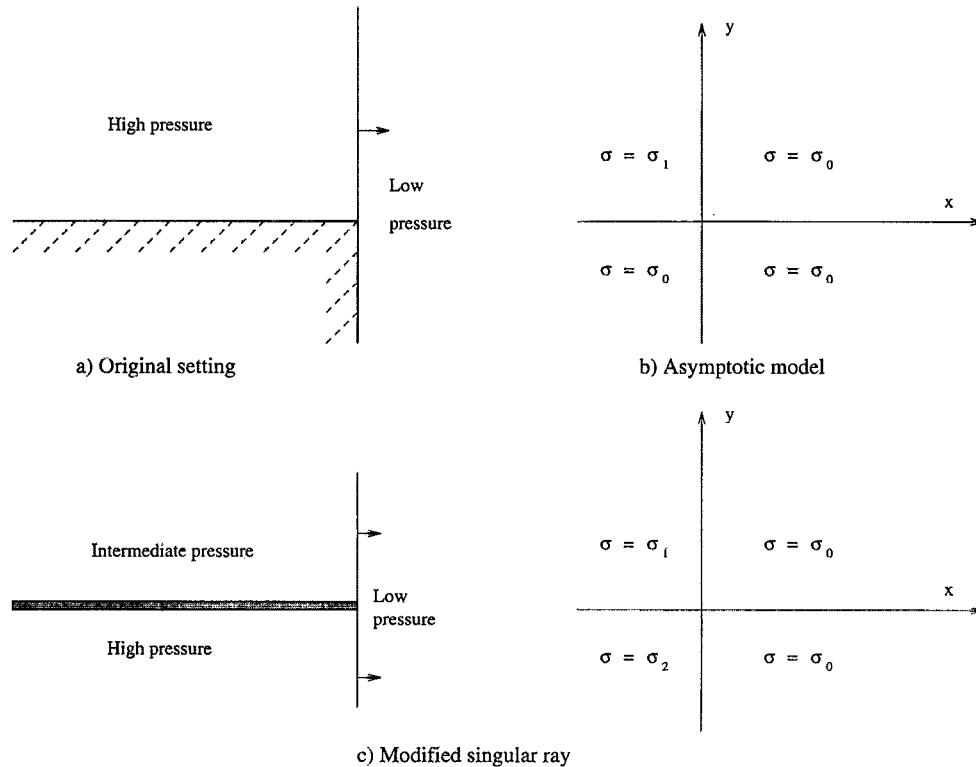 High pressure
Low
pressure
a) Original setting
y
σ = σ₁ σ = σ₀
x
σ = σ₀ σ = σ₀
b) Asymptotic model
Intermediate pressure
Low
pressure
High pressure
y
σ = σ₁ σ = σ₀
x
σ = σ₂ σ = σ₀
c) Modified singular ray